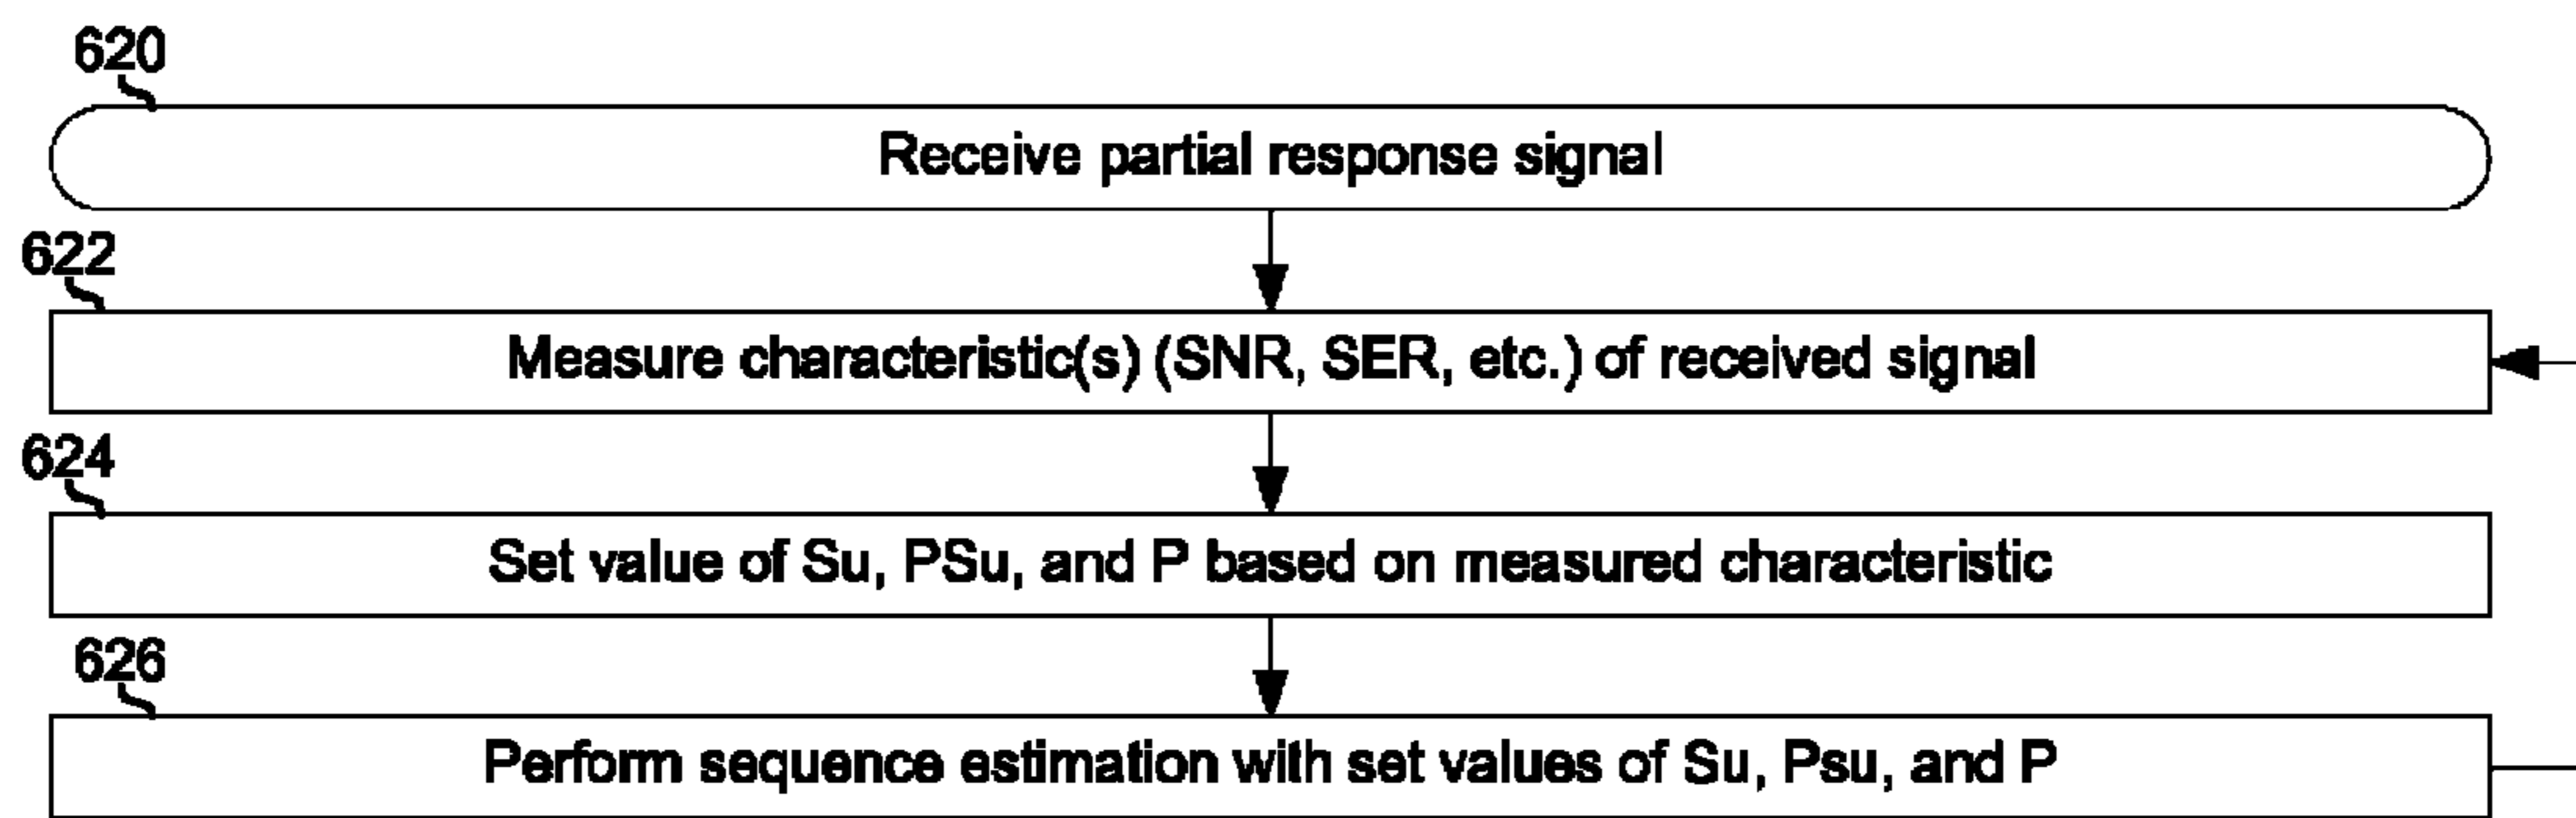 620
Receive partial response signal
622
Measure characteristic(s) (SNR, SER, etc.) of received signal
624
Set value of Su, PSu, and P based on measured characteristic
626
Perform sequence estimation with set values of Su, Psu, and P